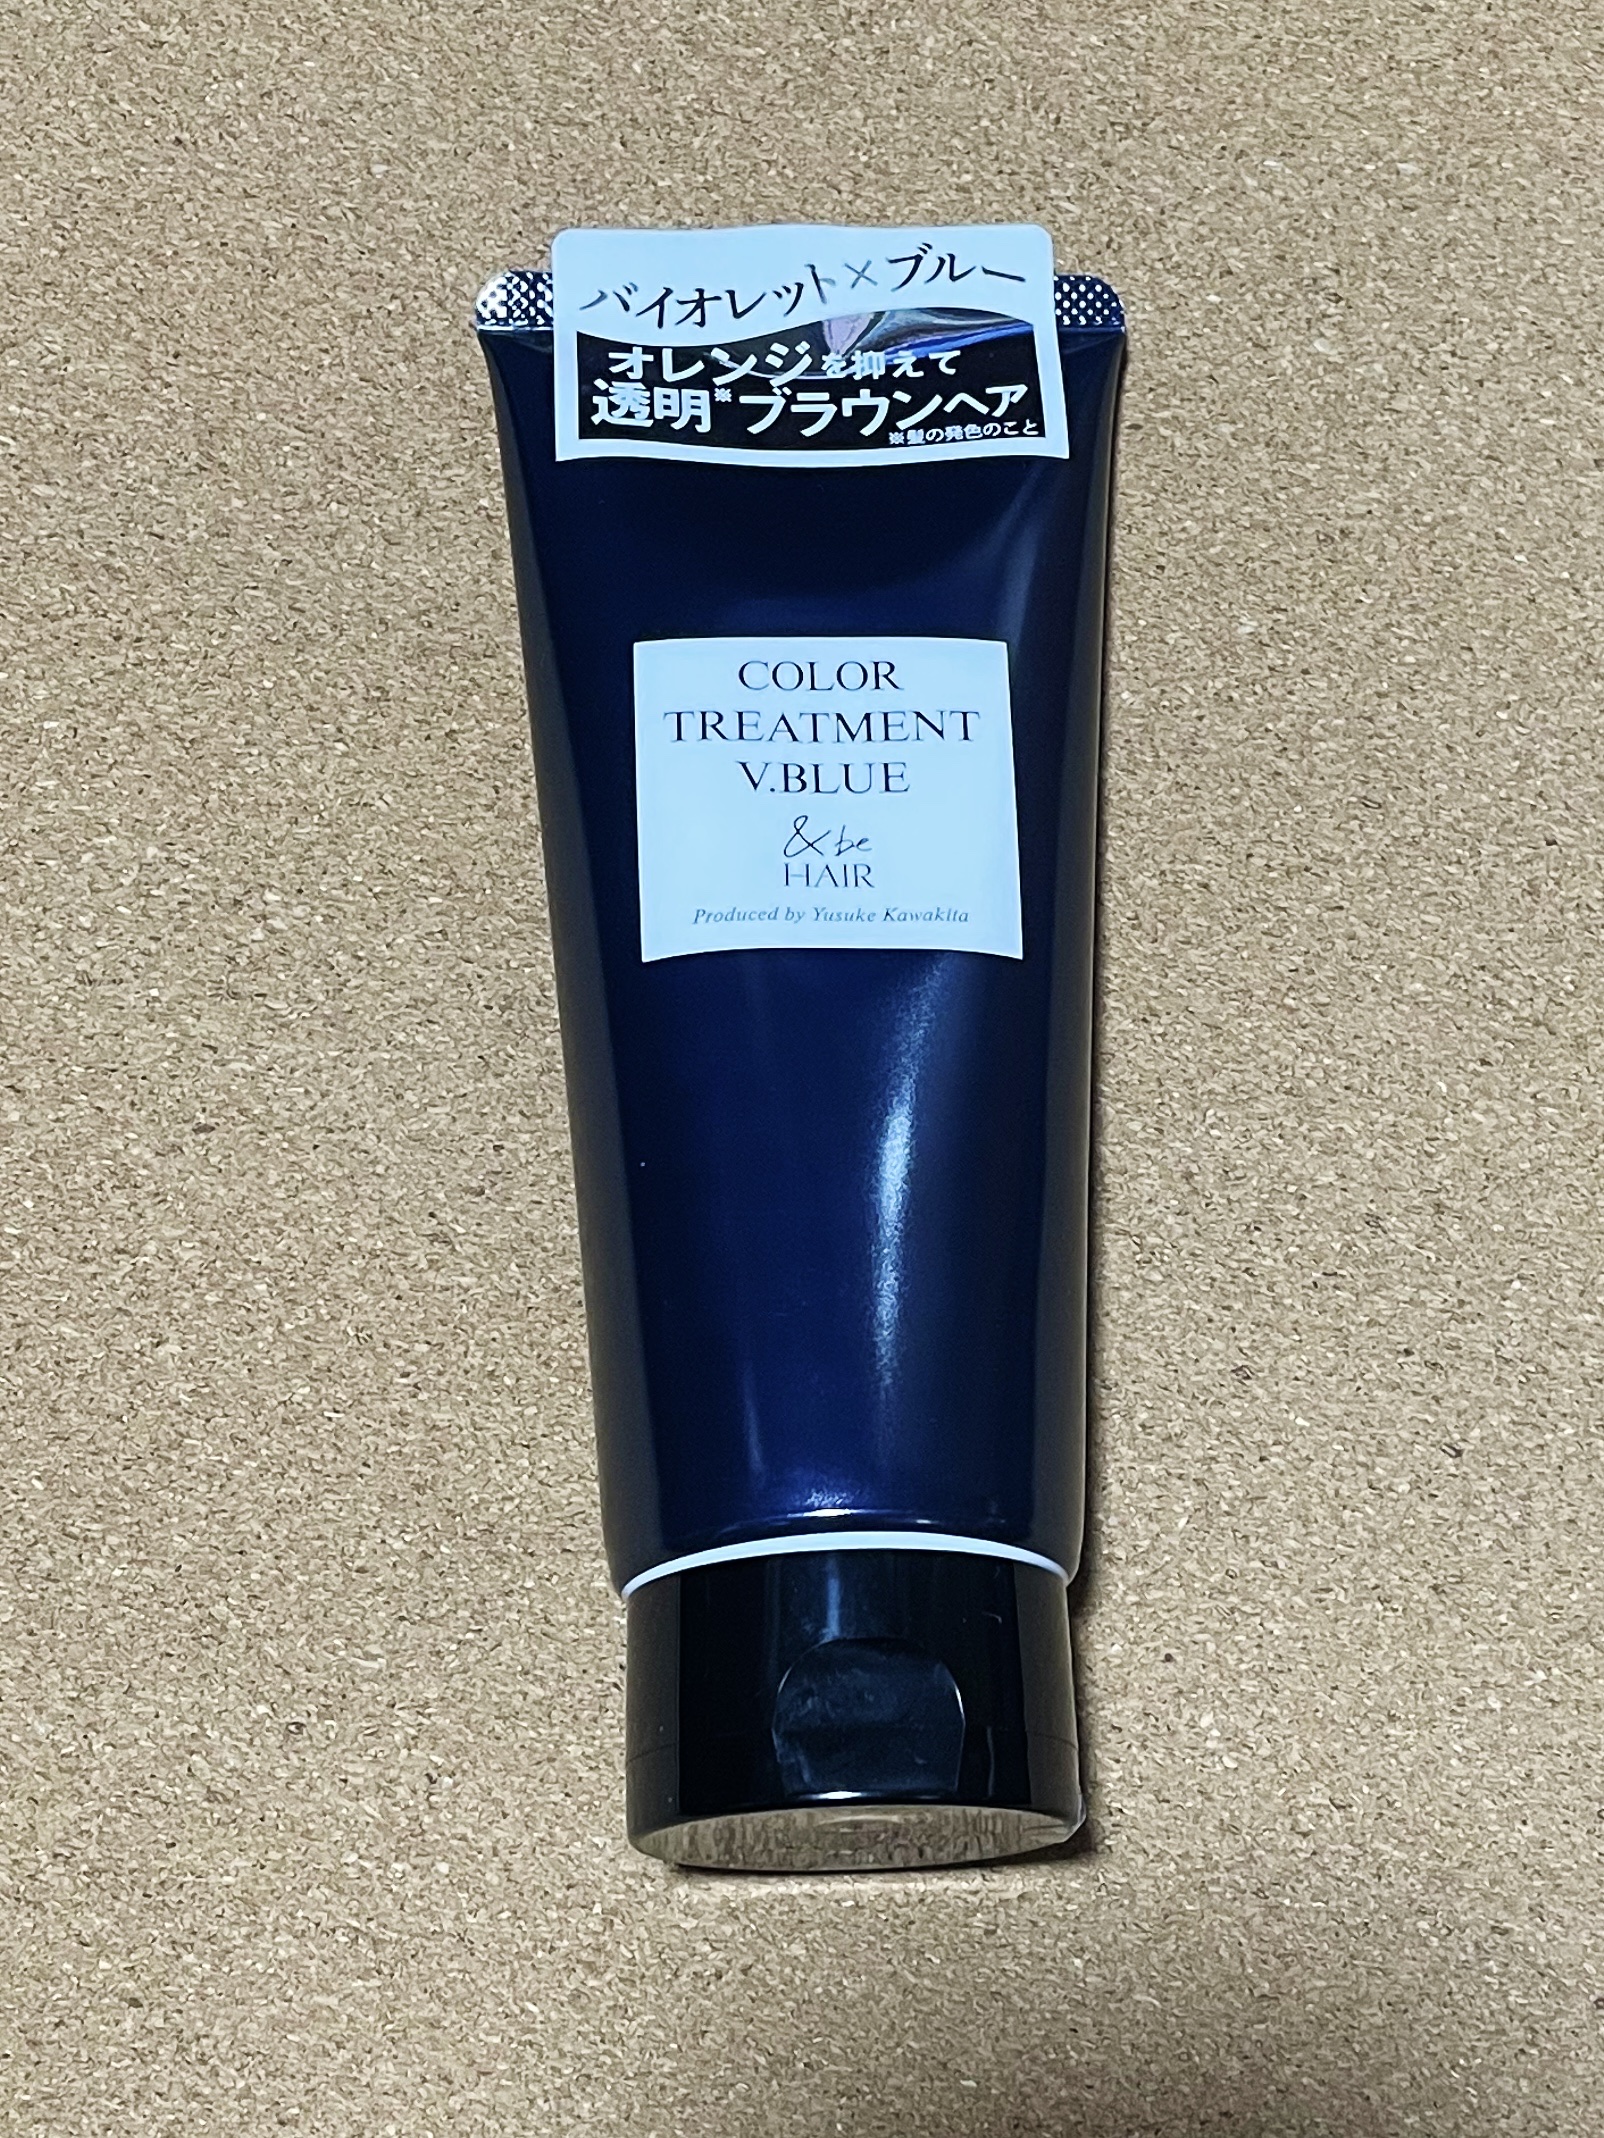 バイオレット×ブルー
オレンジを抑えて
透明※ブラウンヘア
※髪の発色のこと
COLOR
TREATMENT
V.BLUE
&be
HAIR
Produced by Yusuke Kawakita